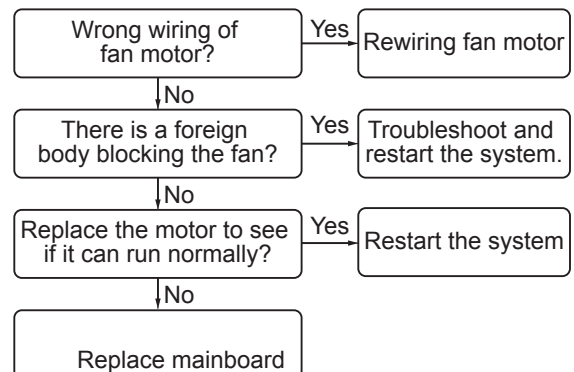 Wrong wiring of
fan motor?
Yes
Rewiring fan motor
No
There is a foreign
body blocking the fan?
Yes
Troubleshoot and
restart the system.
No
Replace the motor to see
if it can run normally?
Yes
Restart the system
No
Replace mainboard